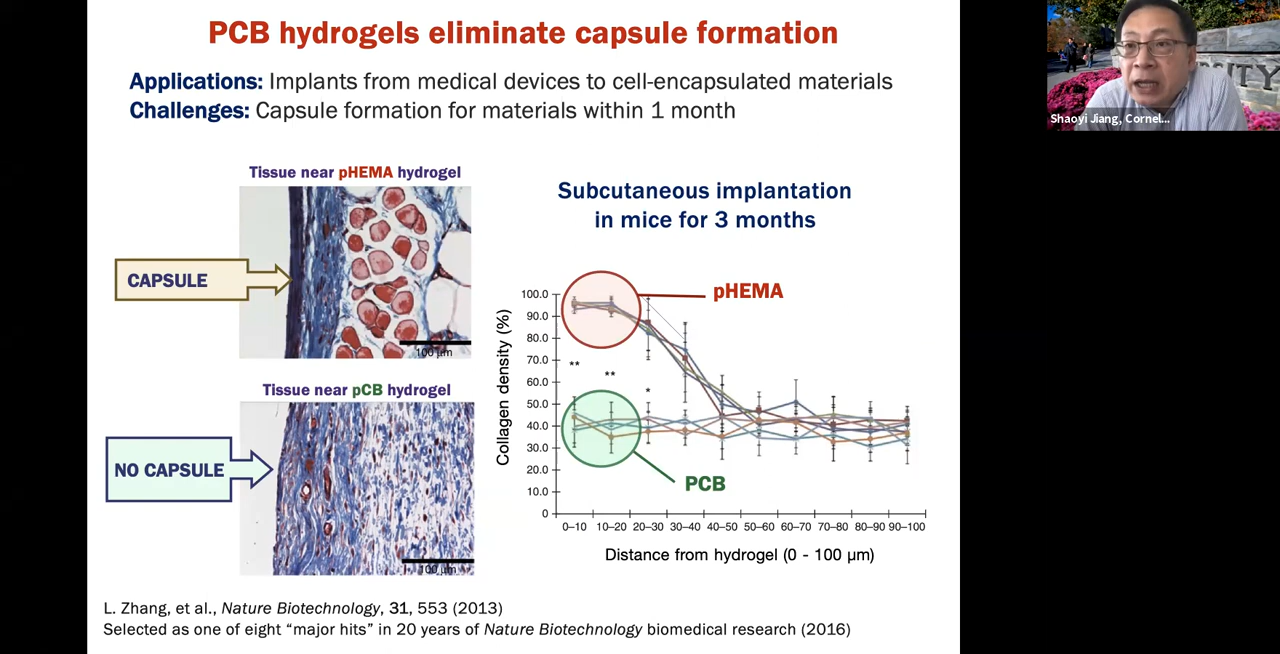 PCB hydrogels eliminate capsule formation
Applications: Implants from medical devices to cell-encapsulated materials
Challenges: Capsule formation for materials within 1 month
Tissue near pHEMA hydrogel
CAPSULE
100 µm
Tissue near pCB hydrogel
NO CAPSULE
100 µm
Subcutaneous implantation
in mice for 3 months
pHEMA
PCB
Collagen density (%)
100.0
90.0
80.0
70.0
60.0
50.0
40.0
30.0
20.0
10.0
0
**
**
*
0–10 10–20 20–30 30–40 40–50 50–60 60–70 70–80 80–90 90–100
Distance from hydrogel (0 - 100 µm)
L. Zhang, et al., Nature Biotechnology, 31, 553 (2013)
Selected as one of eight “major hits” in 20 years of Nature Biotechnology biomedical research (2016)
Shaoyi Jiang, Cornel...